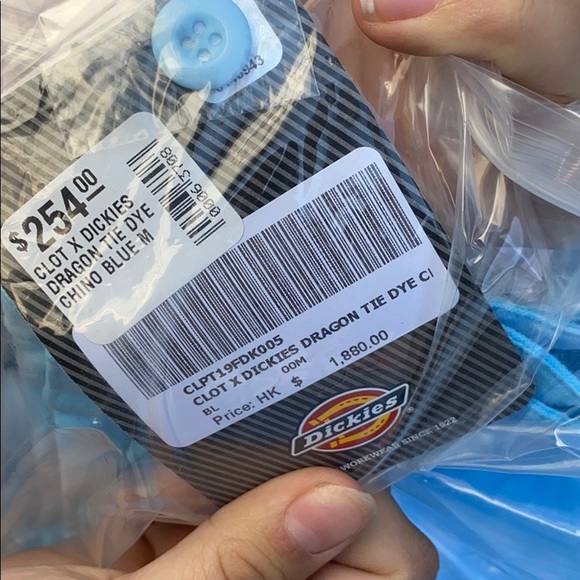 $254.00
CLOT X DICKIES
DRAGON TIE DYE
CHINO BLUE M
CLPT19FDK005
CLOT X DICKIES DRAGON TIE DYE
BL 00M
Price: HK $ 1,880.00
Dickies ®
WORKWEAR SINCE 1922